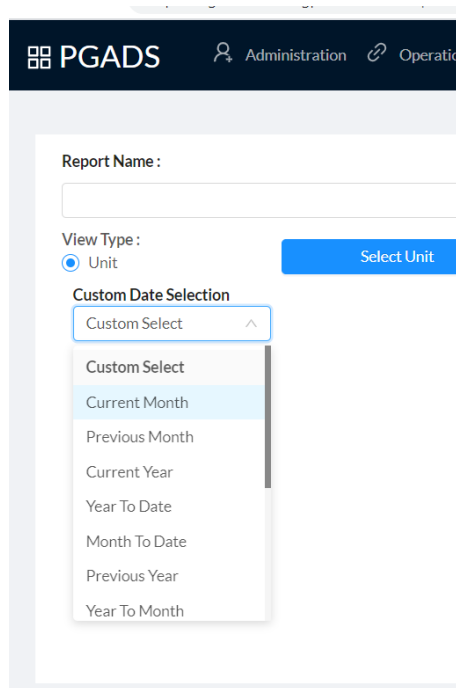 PGADS Administration
Report Name :
View Type :
Unit
Select Unit
Custom Date Selection
Custom Select
Custom Select
Current Month
Previous Month
Current Year
Year To Date
Month To Date
Previous Year
Year To Month